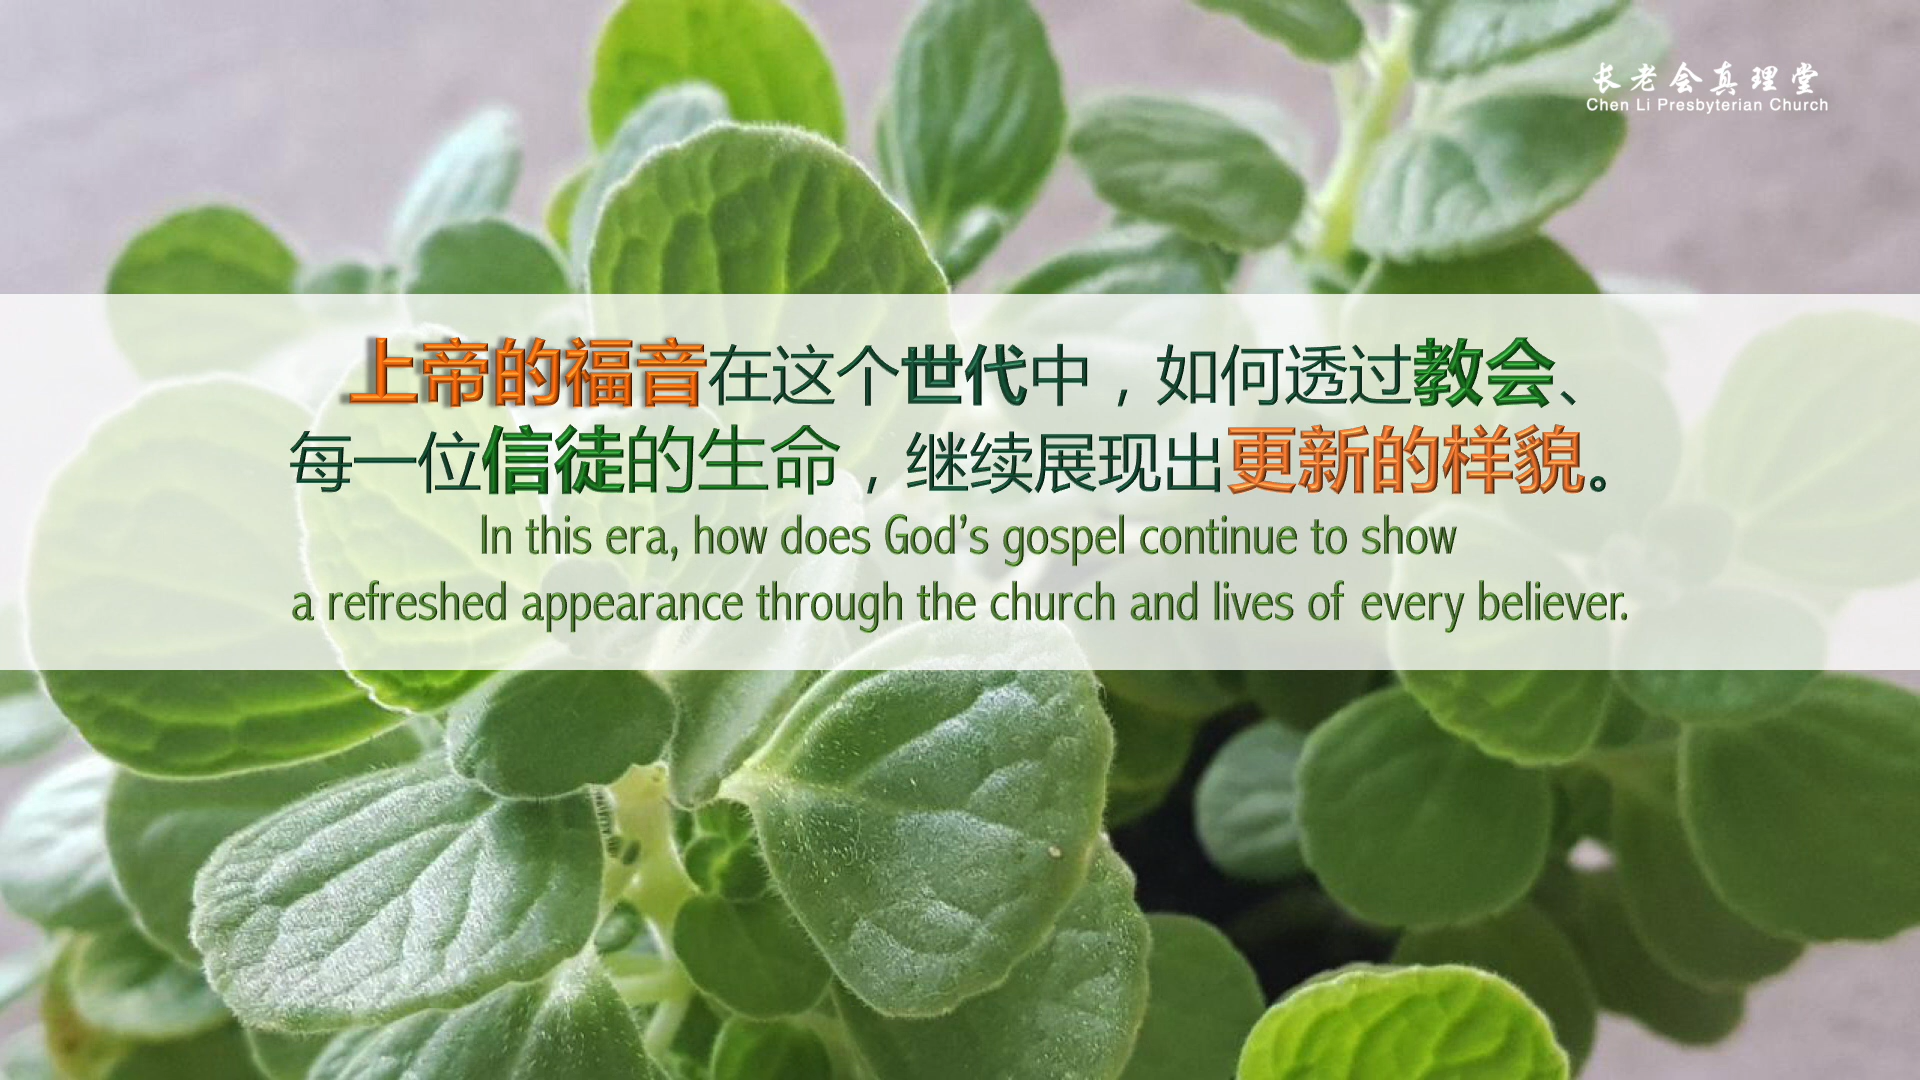 长老会真理堂
Chen Li Presbyterian Church
上帝的福音在这个世代中，如何透过教会、
每一位信徒的生命，继续展现出更新的样貌。
In this era, how does God's gospel continue to show
a refreshed appearance through the church and lives of every believer.